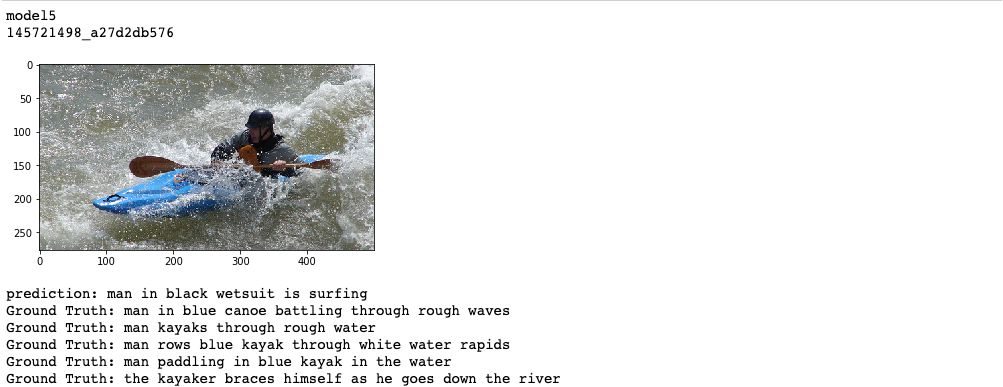 model5
145721498_a27d2db576
0
50
100
150
200
250
0 100 200 300 400
prediction: man in black wetsuit is surfing
Ground Truth: man in blue canoe battling through rough waves
Ground Truth: man kayaks through rough water
Ground Truth: man rows blue kayak through white water rapids
Ground Truth: man paddling in blue kayak in the water
Ground Truth: the kayaker braces himself as he goes down the river